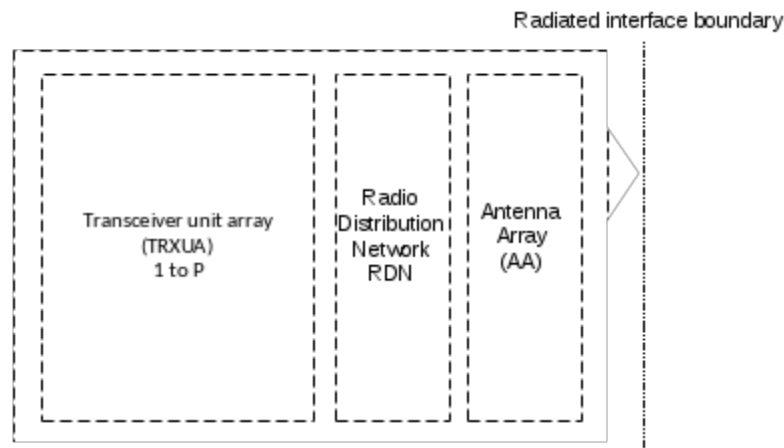 Radiated interface boundary
Transceiver unit array
(TRXUA)
1 to P
Radio
Distribution
Network
RDN
Antenna
Array
(AA)